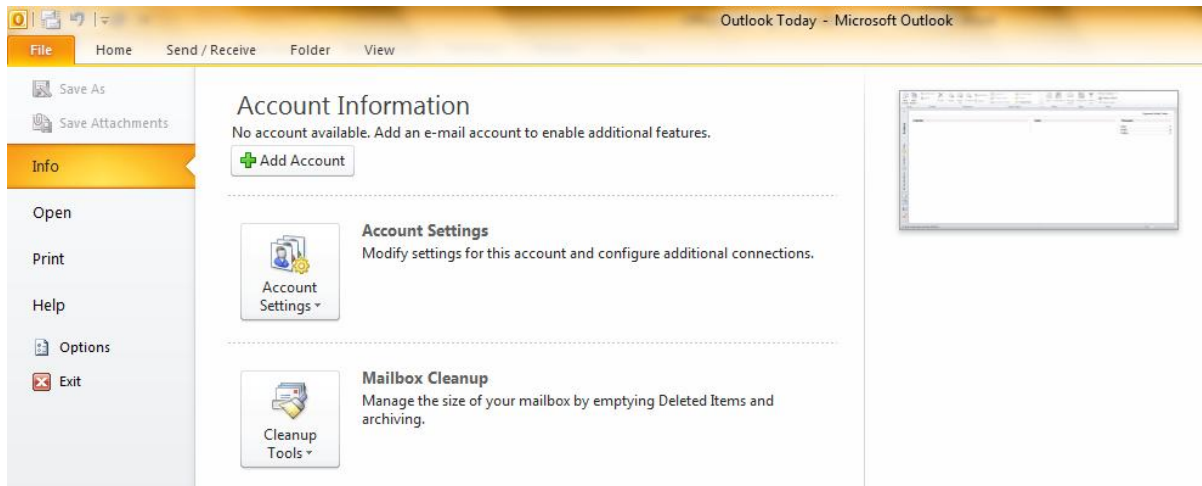 Outlook Today - Microsoft Outlook
File Home Send / Receive Folder View
Save As
Save Attachments
Info
Open
Print
Help
Options
Exit
Account Information
No account available. Add an e-mail account to enable additional features.
Add Account
Account Settings
Account Settings
Modify settings for this account and configure additional connections.
Cleanup Tools
Mailbox Cleanup
Manage the size of your mailbox by emptying Deleted Items and
archiving.